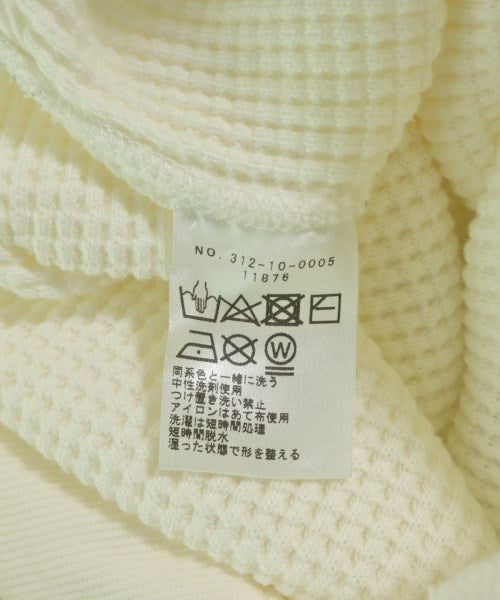 NO. 312-10-0005
11876
W
同系色と一緒に洗う
中性洗剤使用
つけ置き洗い禁止
アイロンはあて布使用
洗濯は短時間処理
短時間脱水
湿った状態で形を整える